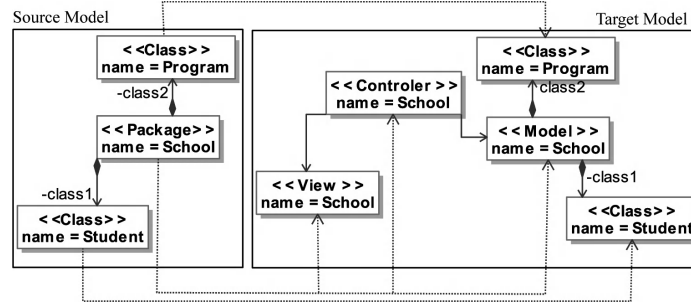 Source Model
Target Model
<<Class>>
name = Program
-class2
<<Package>>
name = School
-class1
<<Class>>
name = Student
<<Class>>
name = Program
class2
<<Controler>>
name = School
<<Model>>
name = School
-class1
<<View>>
name = School
<<Class>>
name = Student